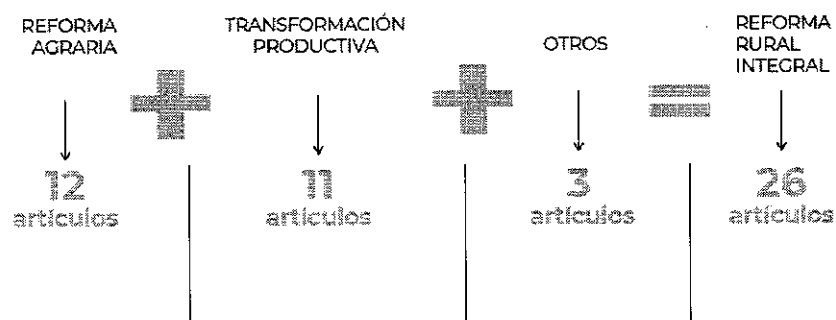 REFORMA
AGRARIA
12
artículos
+
TRANSFORMACIÓN
PRODUCTIVA
11
artículos
+
OTROS
3
artículos
=
REFORMA
RURAL
INTEGRAL
26
artículos